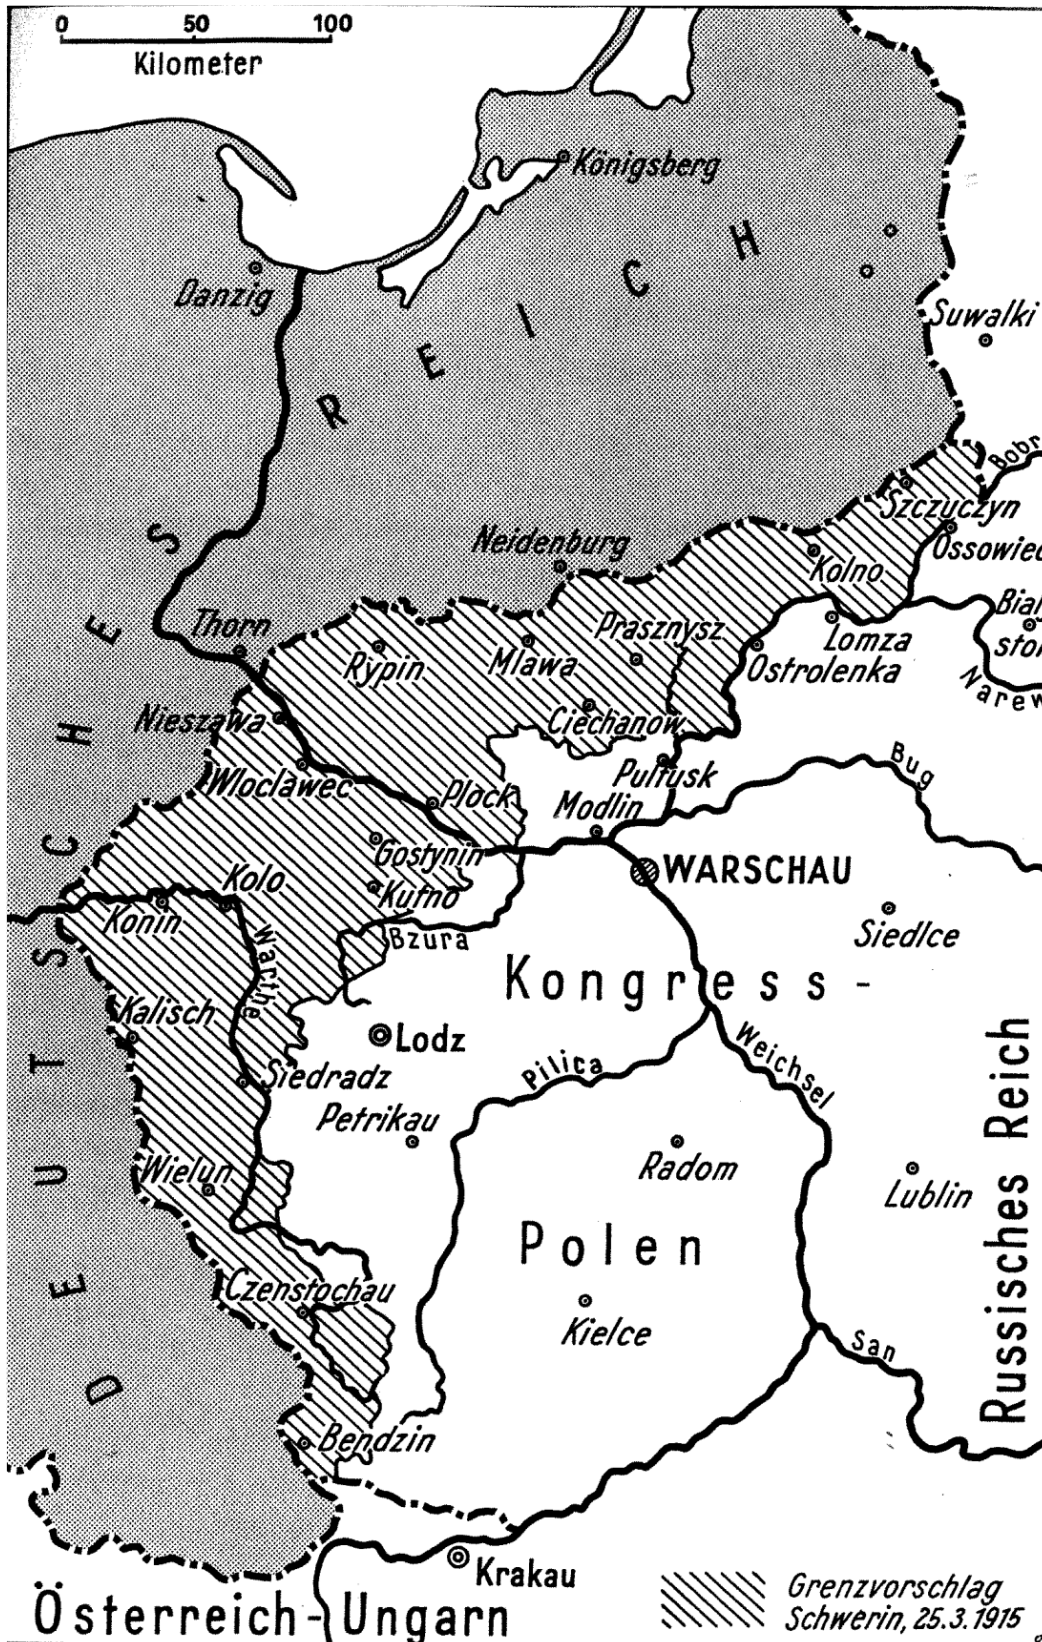 0 50 100
Kilometer
Königsberg
Danzig
DEUTSCHES REICH
Suwalki
Bobr
Szczuczyn
Ossowiec
Neidenburg
Kolno
Thorn
Rypin
Mlawa
Prasznysz
Ostrolenka
Lomza
Narew
Nieszawa
Ciechanow
Wloclawec
Plock
Pultusk
Modlin
Bug
Gostynin
WARSCHAU
Kolo
Kutno
Konin
Bzura
Siedlce
Warthe
Kongress-
Kalisch
Lodz
Weichsel
Siedradz
Pilica
Petrikau
Wielun
Radom
Lublin
Russisches Reich
Polen
Czenstochau
Kielce
San
Bendzin
Krakau
Österreich-Ungarn
Grenzvorschlag
Schwerin, 25.3.1915